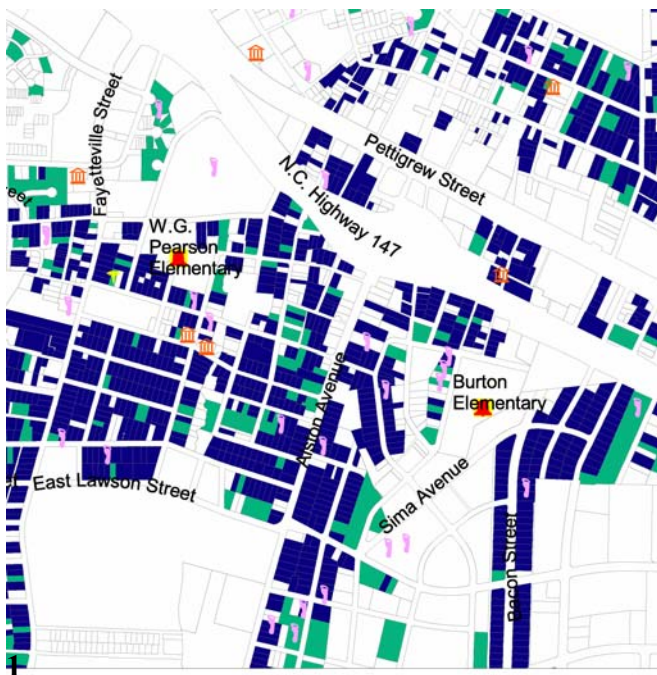 Fayetteville Street
Pettigrew Street
N.C. Highway 147
W.G.
Pearson
Elementary
Alston Avenue
Burton
Elementary
East Lawson Street
Sima Avenue
Bacon Street
1